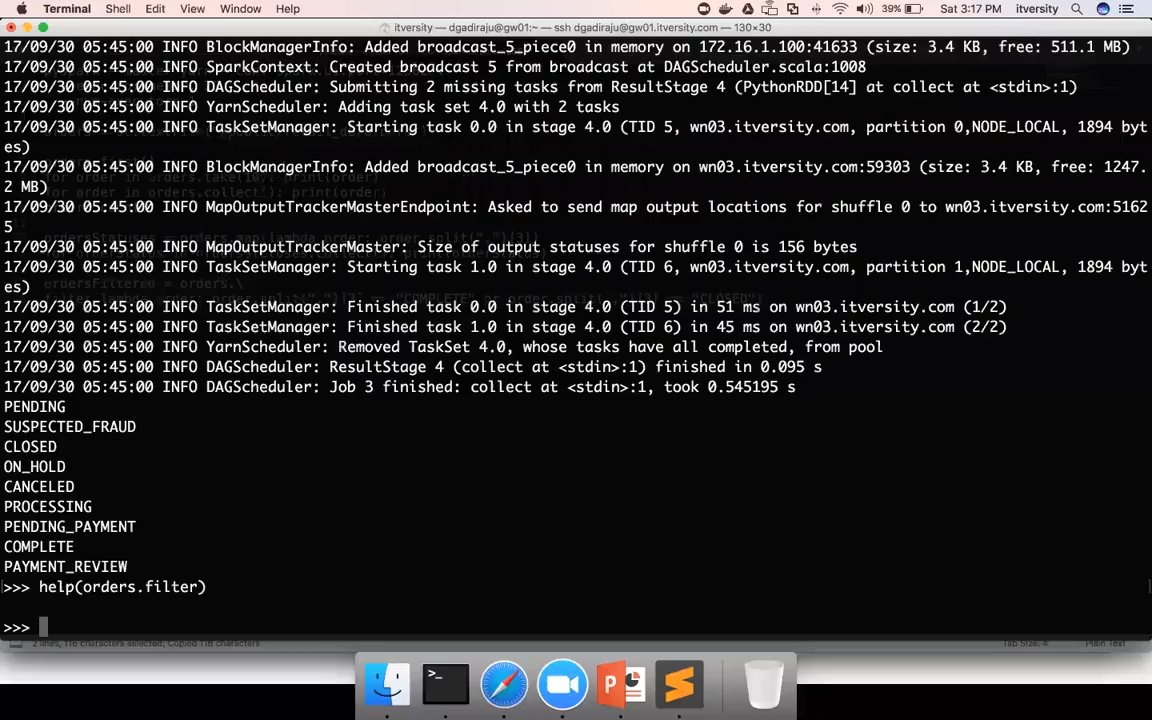 Terminal Shell Edit View Window Help 39% Sat 3:17 PM itversity
itversity — dgadiraju@gw01:~ — ssh dgadiraju@gw01.itversity.com — 130×30
17/09/30 05:45:00 INFO BlockManagerInfo: Added broadcast_5_piece0 in memory on 172.16.1.100:41633 (size: 3.4 KB, free: 511.1 MB)
17/09/30 05:45:00 INFO SparkContext: Created broadcast 5 from broadcast at DAGScheduler.scala:1008
17/09/30 05:45:00 INFO DAGScheduler: Submitting 2 missing tasks from ResultStage 4 (PythonRDD[14] at collect at <stdin>:1)
17/09/30 05:45:00 INFO YarnScheduler: Adding task set 4.0 with 2 tasks
17/09/30 05:45:00 INFO TaskSetManager: Starting task 0.0 in stage 4.0 (TID 5, wn03.itversity.com, partition 0,NODE_LOCAL, 1894 byt
es)
17/09/30 05:45:00 INFO BlockManagerInfo: Added broadcast_5_piece0 in memory on wn03.itversity.com:59303 (size: 3.4 KB, free: 1247.
2 MB)
17/09/30 05:45:00 INFO MapOutputTrackerMasterEndpoint: Asked to send map output locations for shuffle 0 to wn03.itversity.com:5162
5
17/09/30 05:45:00 INFO MapOutputTrackerMaster: Size of output statuses for shuffle 0 is 156 bytes
17/09/30 05:45:00 INFO TaskSetManager: Starting task 1.0 in stage 4.0 (TID 6, wn03.itversity.com, partition 1,NODE_LOCAL, 1894 byt
es)
17/09/30 05:45:00 INFO TaskSetManager: Finished task 0.0 in stage 4.0 (TID 5) in 51 ms on wn03.itversity.com (1/2)
17/09/30 05:45:00 INFO TaskSetManager: Finished task 1.0 in stage 4.0 (TID 6) in 45 ms on wn03.itversity.com (2/2)
17/09/30 05:45:00 INFO YarnScheduler: Removed TaskSet 4.0, whose tasks have all completed, from pool
17/09/30 05:45:00 INFO DAGScheduler: ResultStage 4 (collect at <stdin>:1) finished in 0.095 s
17/09/30 05:45:00 INFO DAGScheduler: Job 3 finished: collect at <stdin>:1, took 0.545195 s
PENDING
SUSPECTED_FRAUD
CLOSED
ON_HOLD
CANCELED
PROCESSING
PENDING_PAYMENT
COMPLETE
PAYMENT_REVIEW
>>> help(orders.filter)
>>>
2 lines, 116 characters selected; Copied 116 characters Tab Size: 4 Plain Text